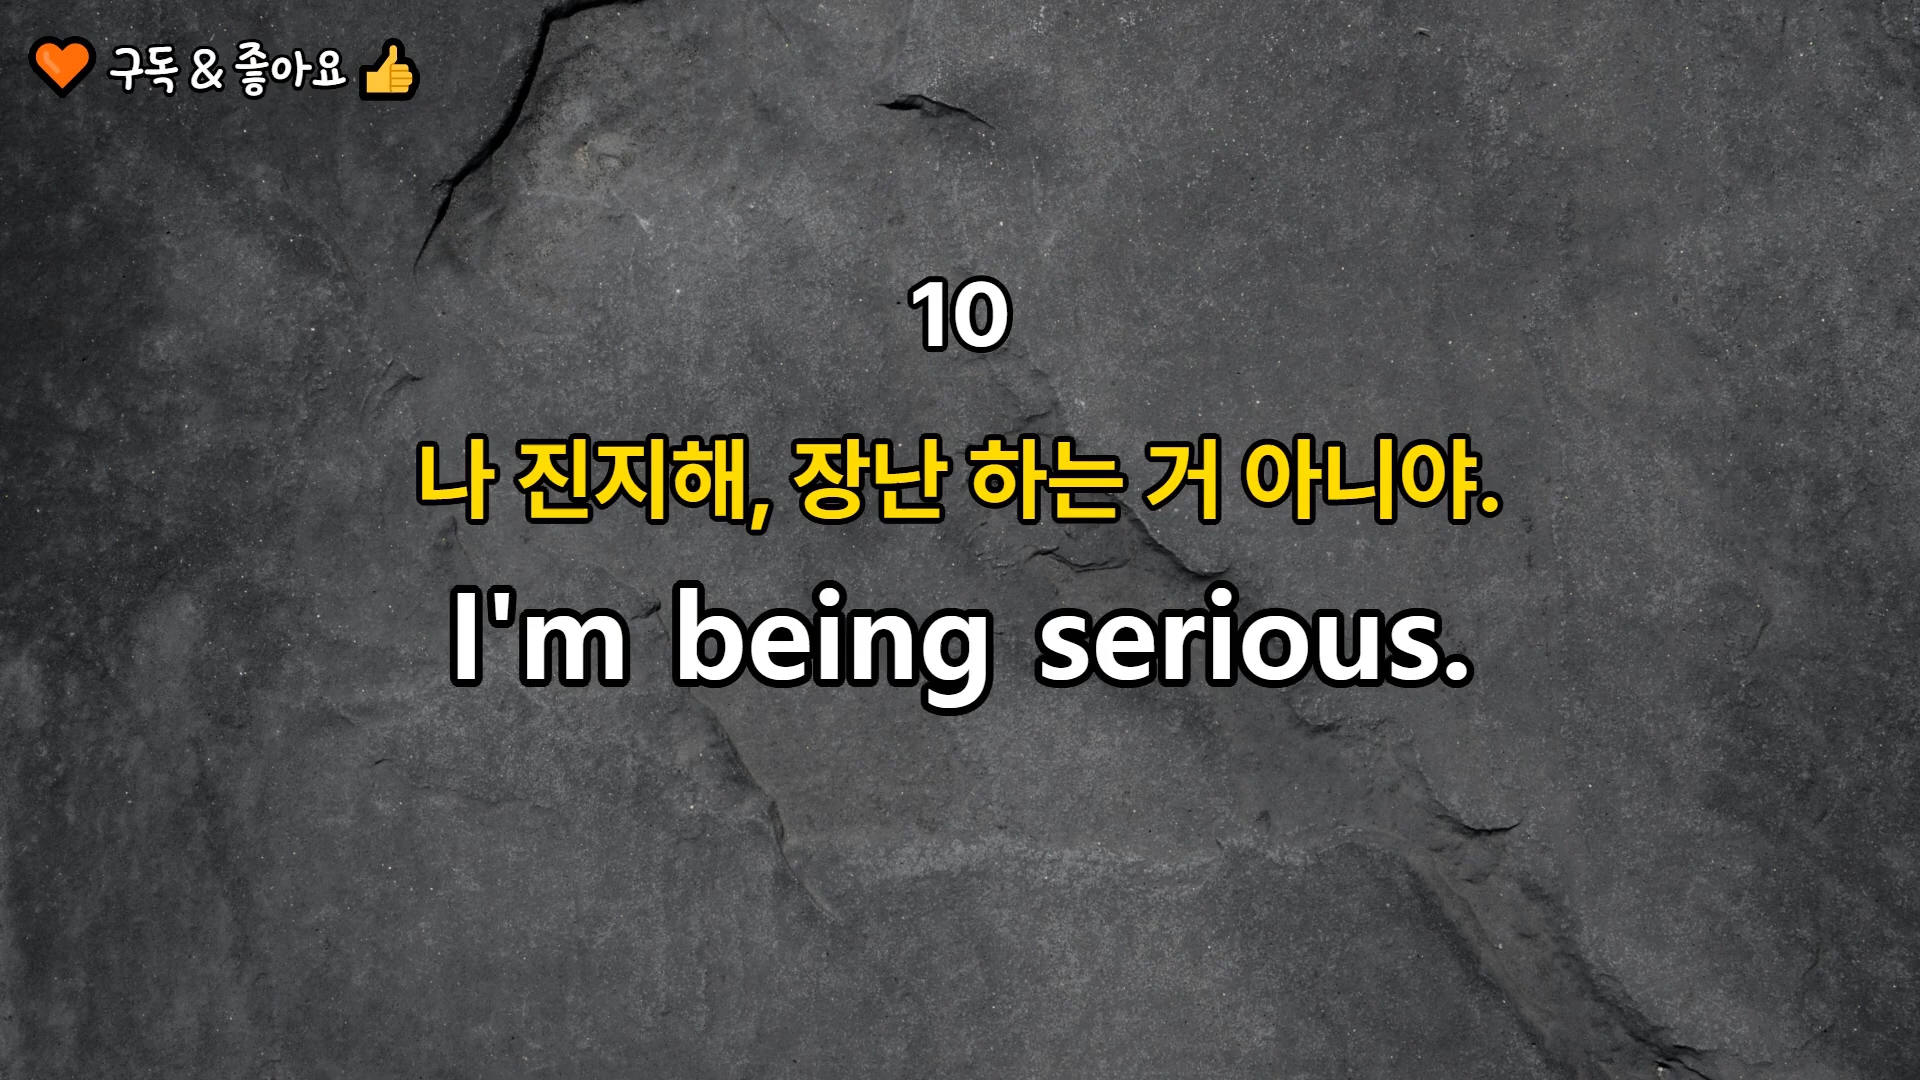 구독 & 좋아요
10
나 진지해, 장난 하는 거 아니야.
I'm being serious.